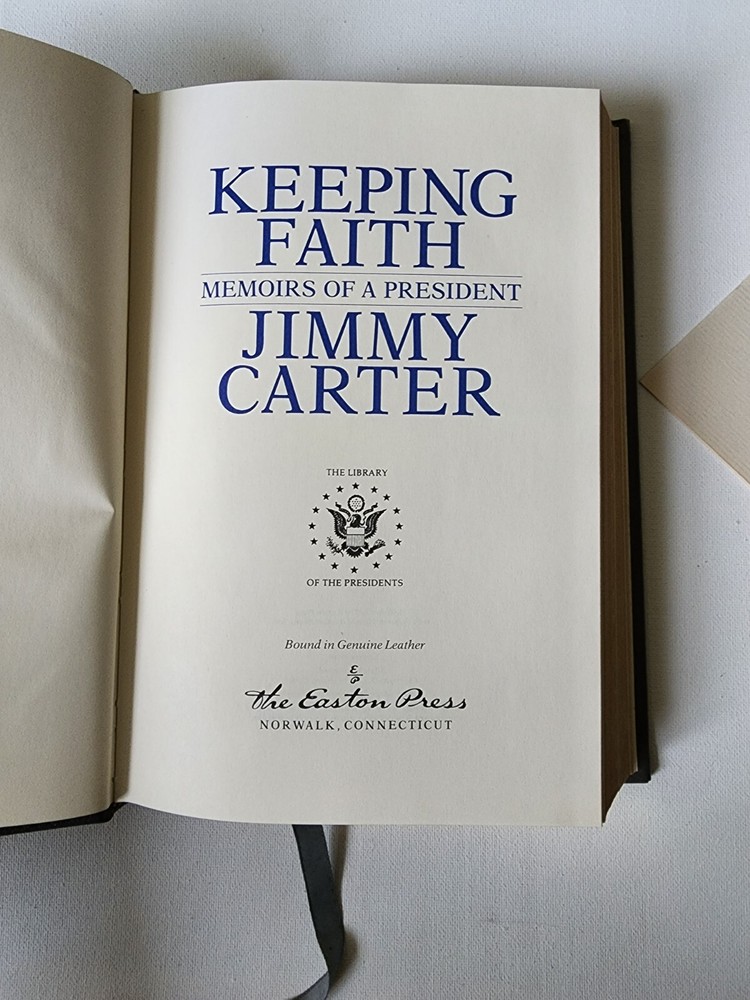 KEEPING
FAITH
MEMOIRS OF A PRESIDENT
JIMMY
CARTER
THE LIBRARY
OF THE PRESIDENTS
Bound in Genuine Leather
E
P
The Easton Press
NORWALK, CONNECTICUT